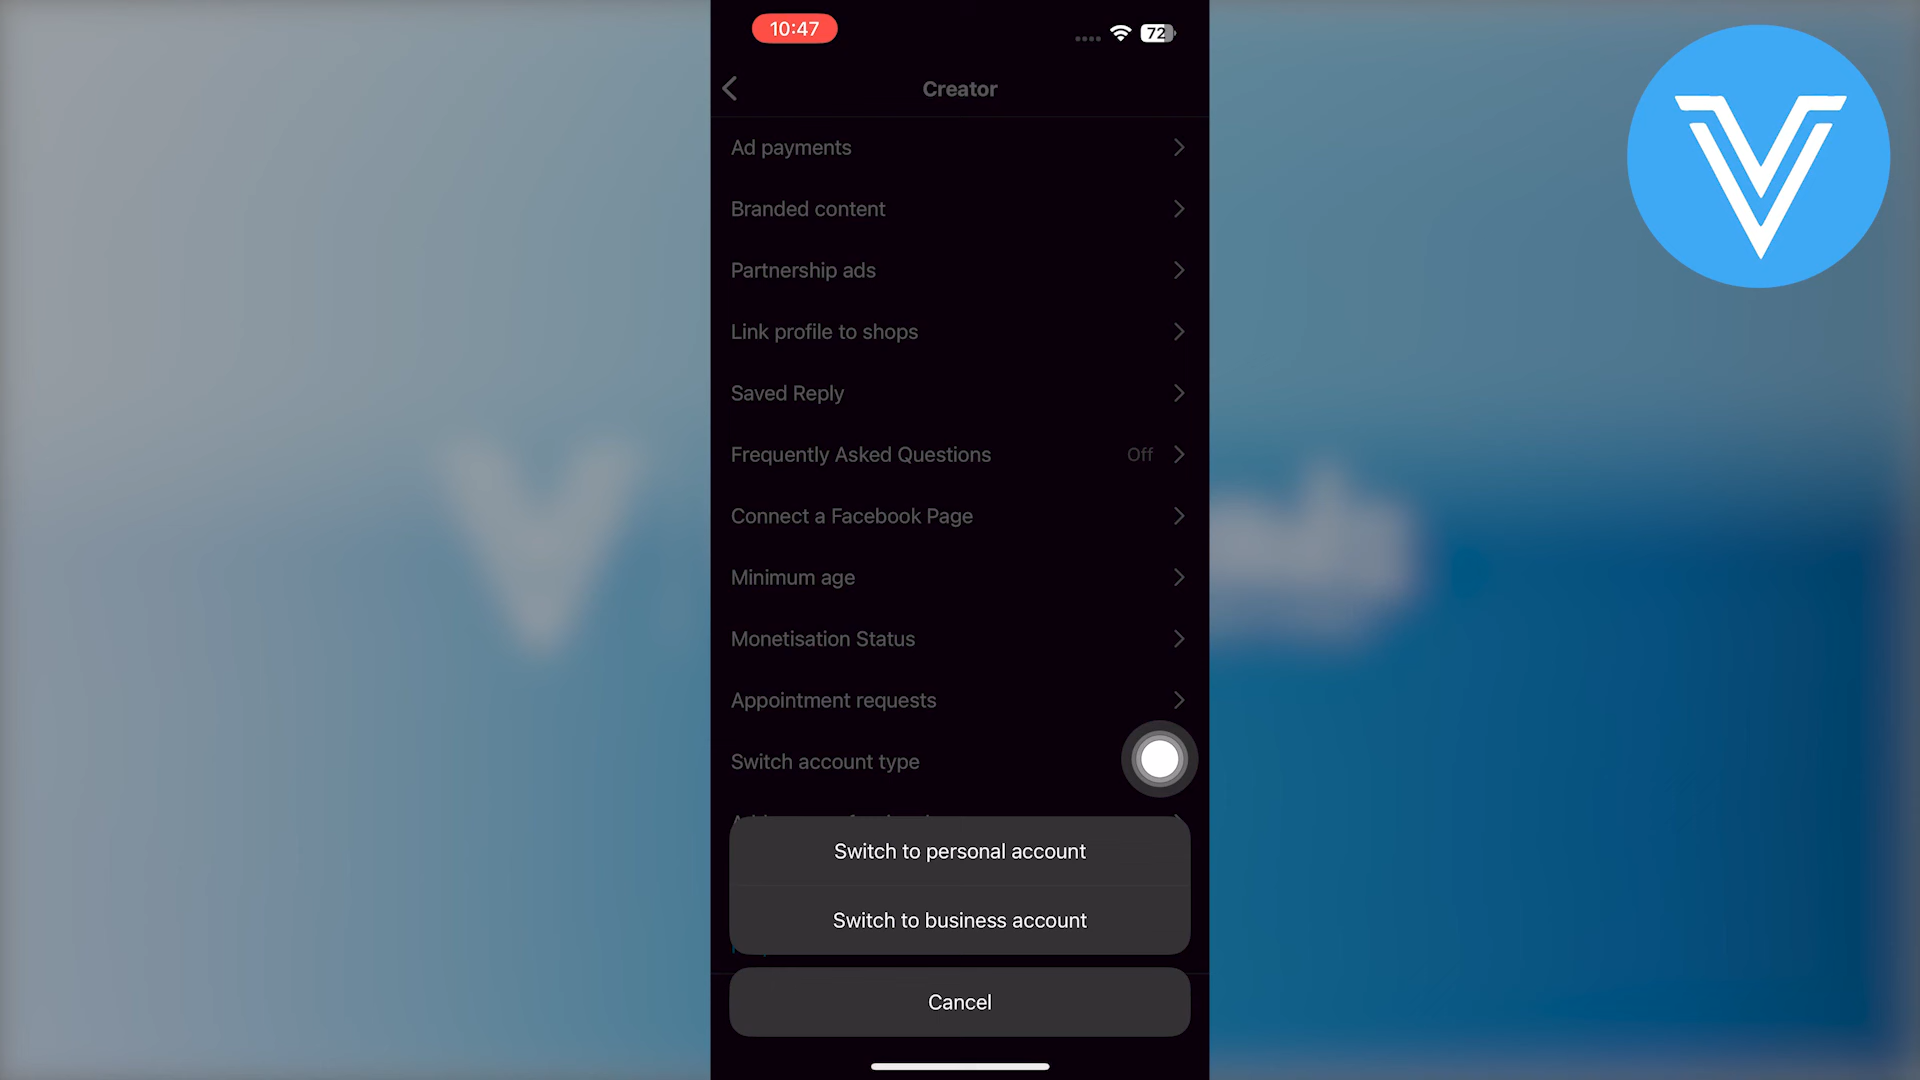 10:47
72
Creator
Ad payments
Branded content
Partnership ads
Link profile to shops
Saved Reply
Frequently Asked Questions Off
Connect a Facebook Page
Minimum age
Monetisation Status
Appointment requests
Switch account type
Switch to personal account
Switch to business account
Cancel